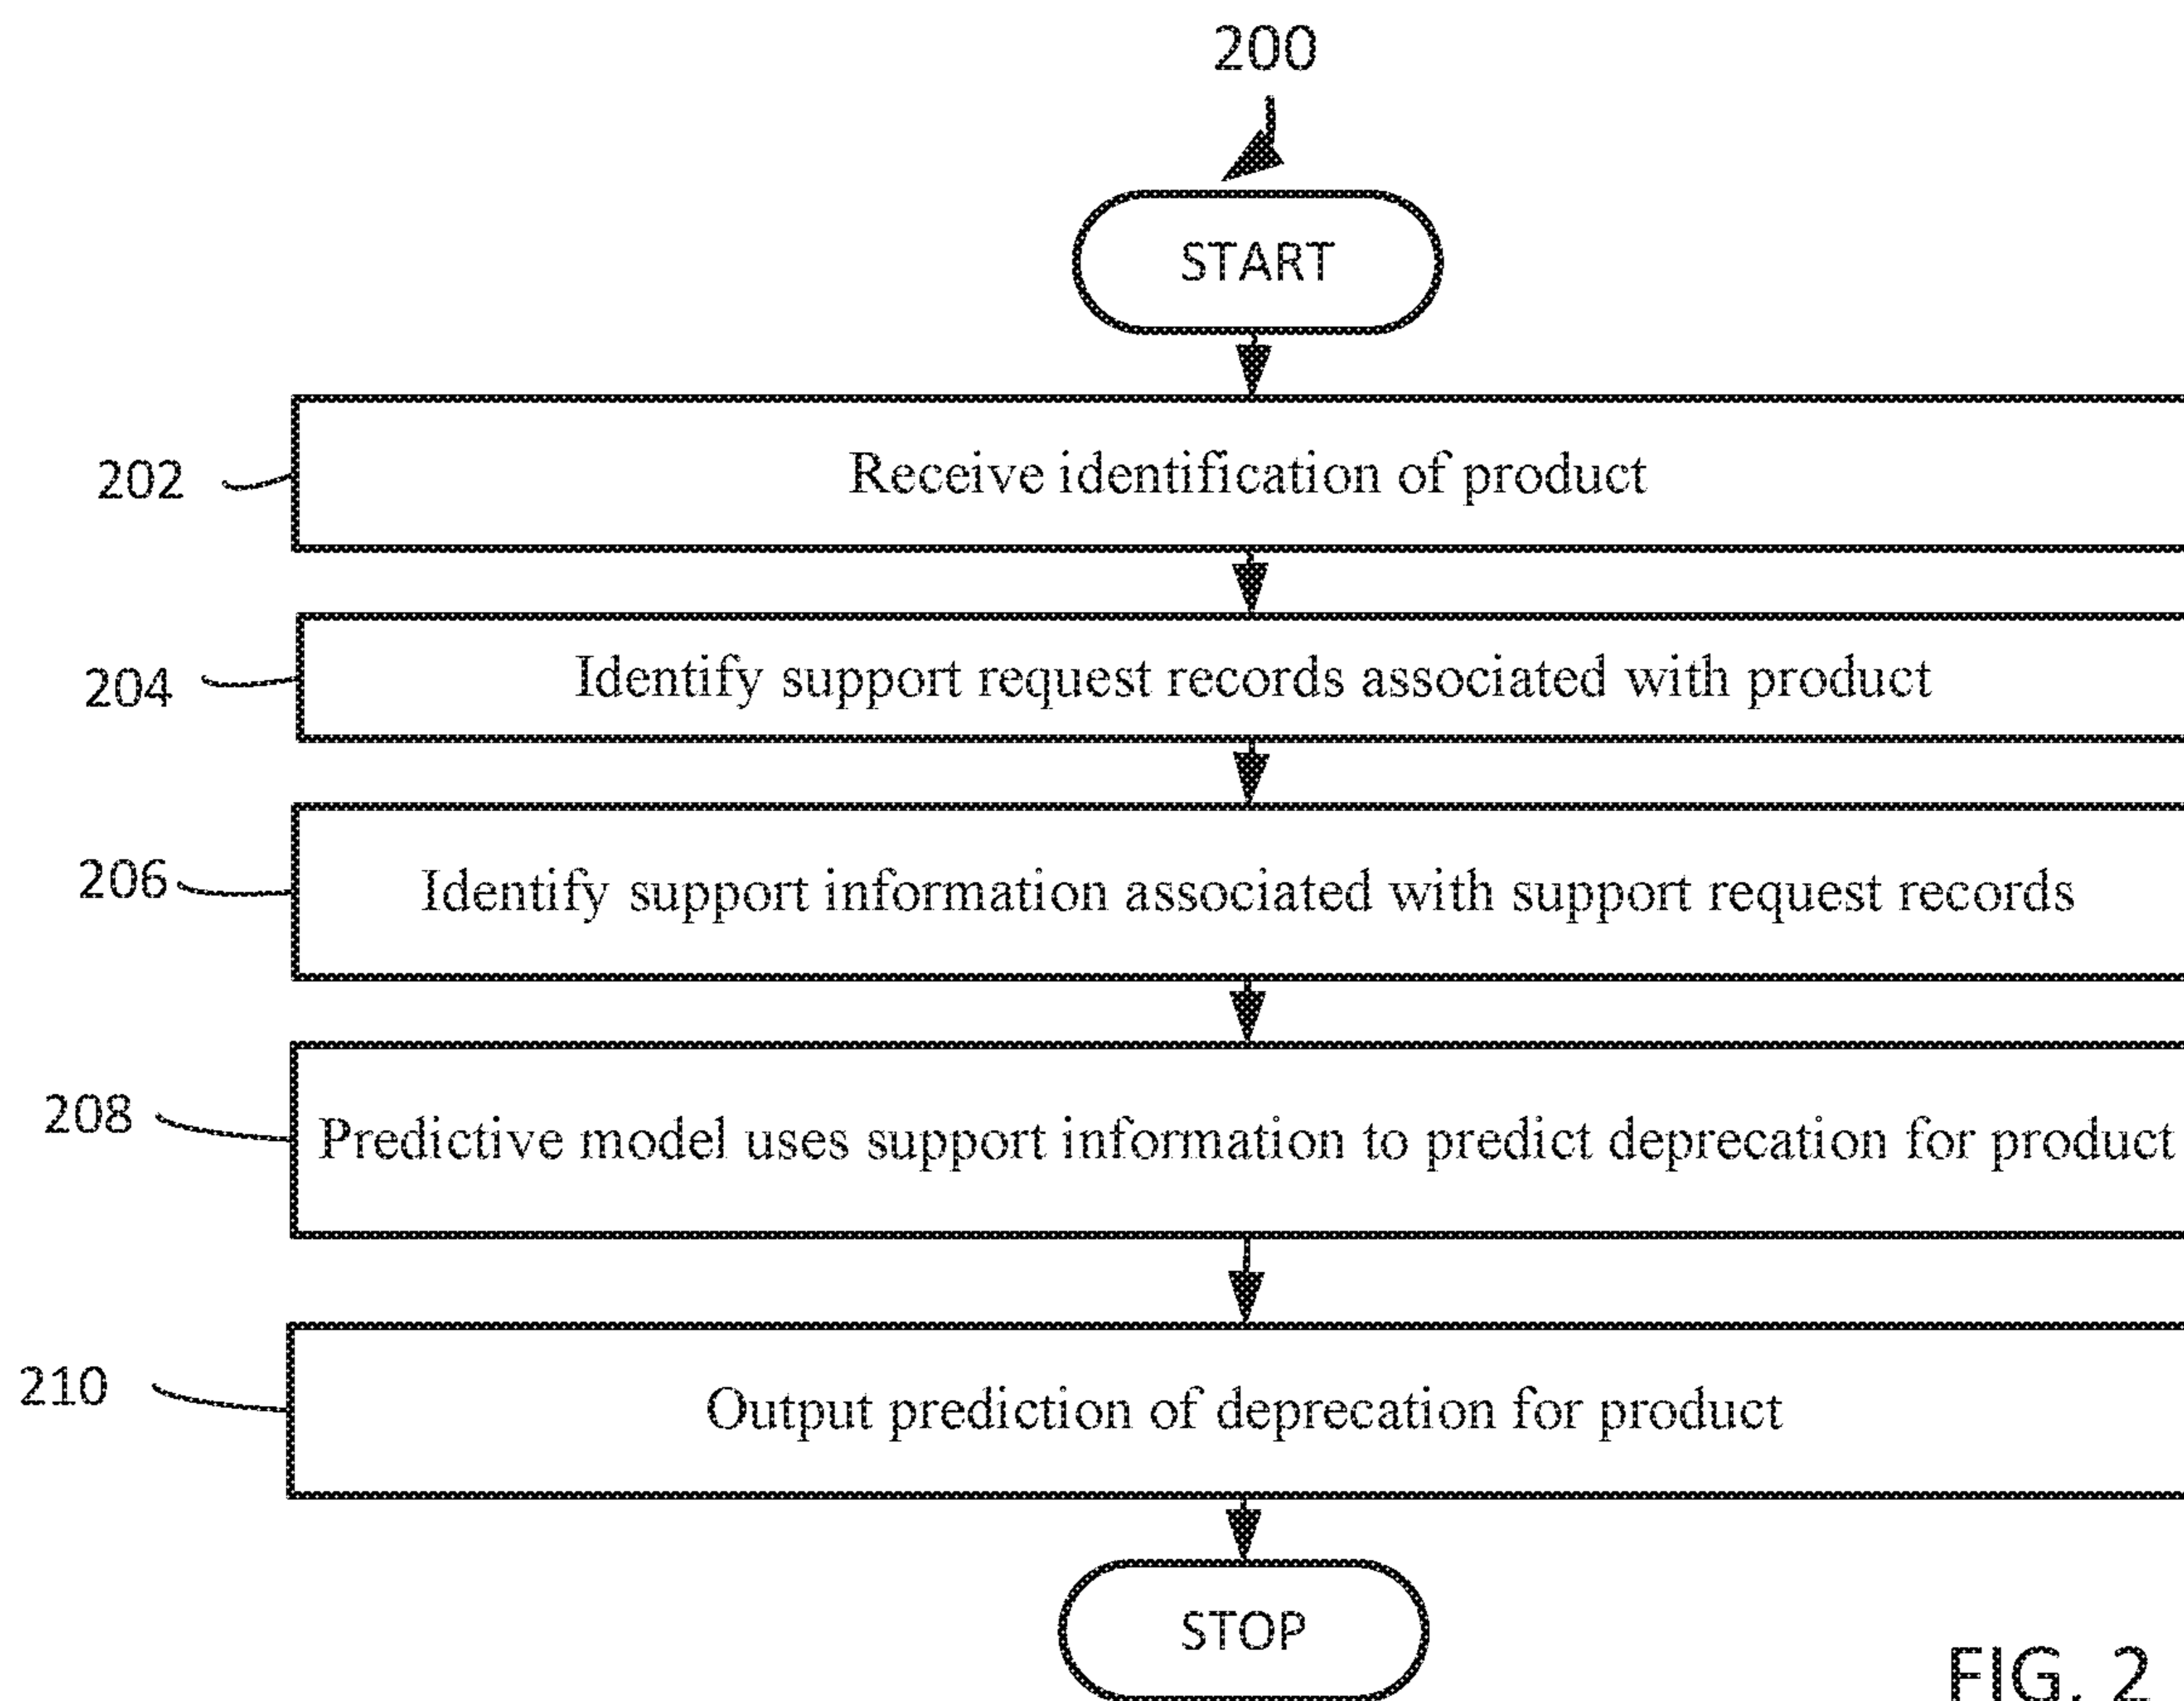 200
START
202
Receive identification of product
204
Identify support request records associated with product
206
Identify support information associated with support request records
208
Predictive model uses support information to predict deprecation for product
210
Output prediction of deprecation for product
STOP
FIG. 2